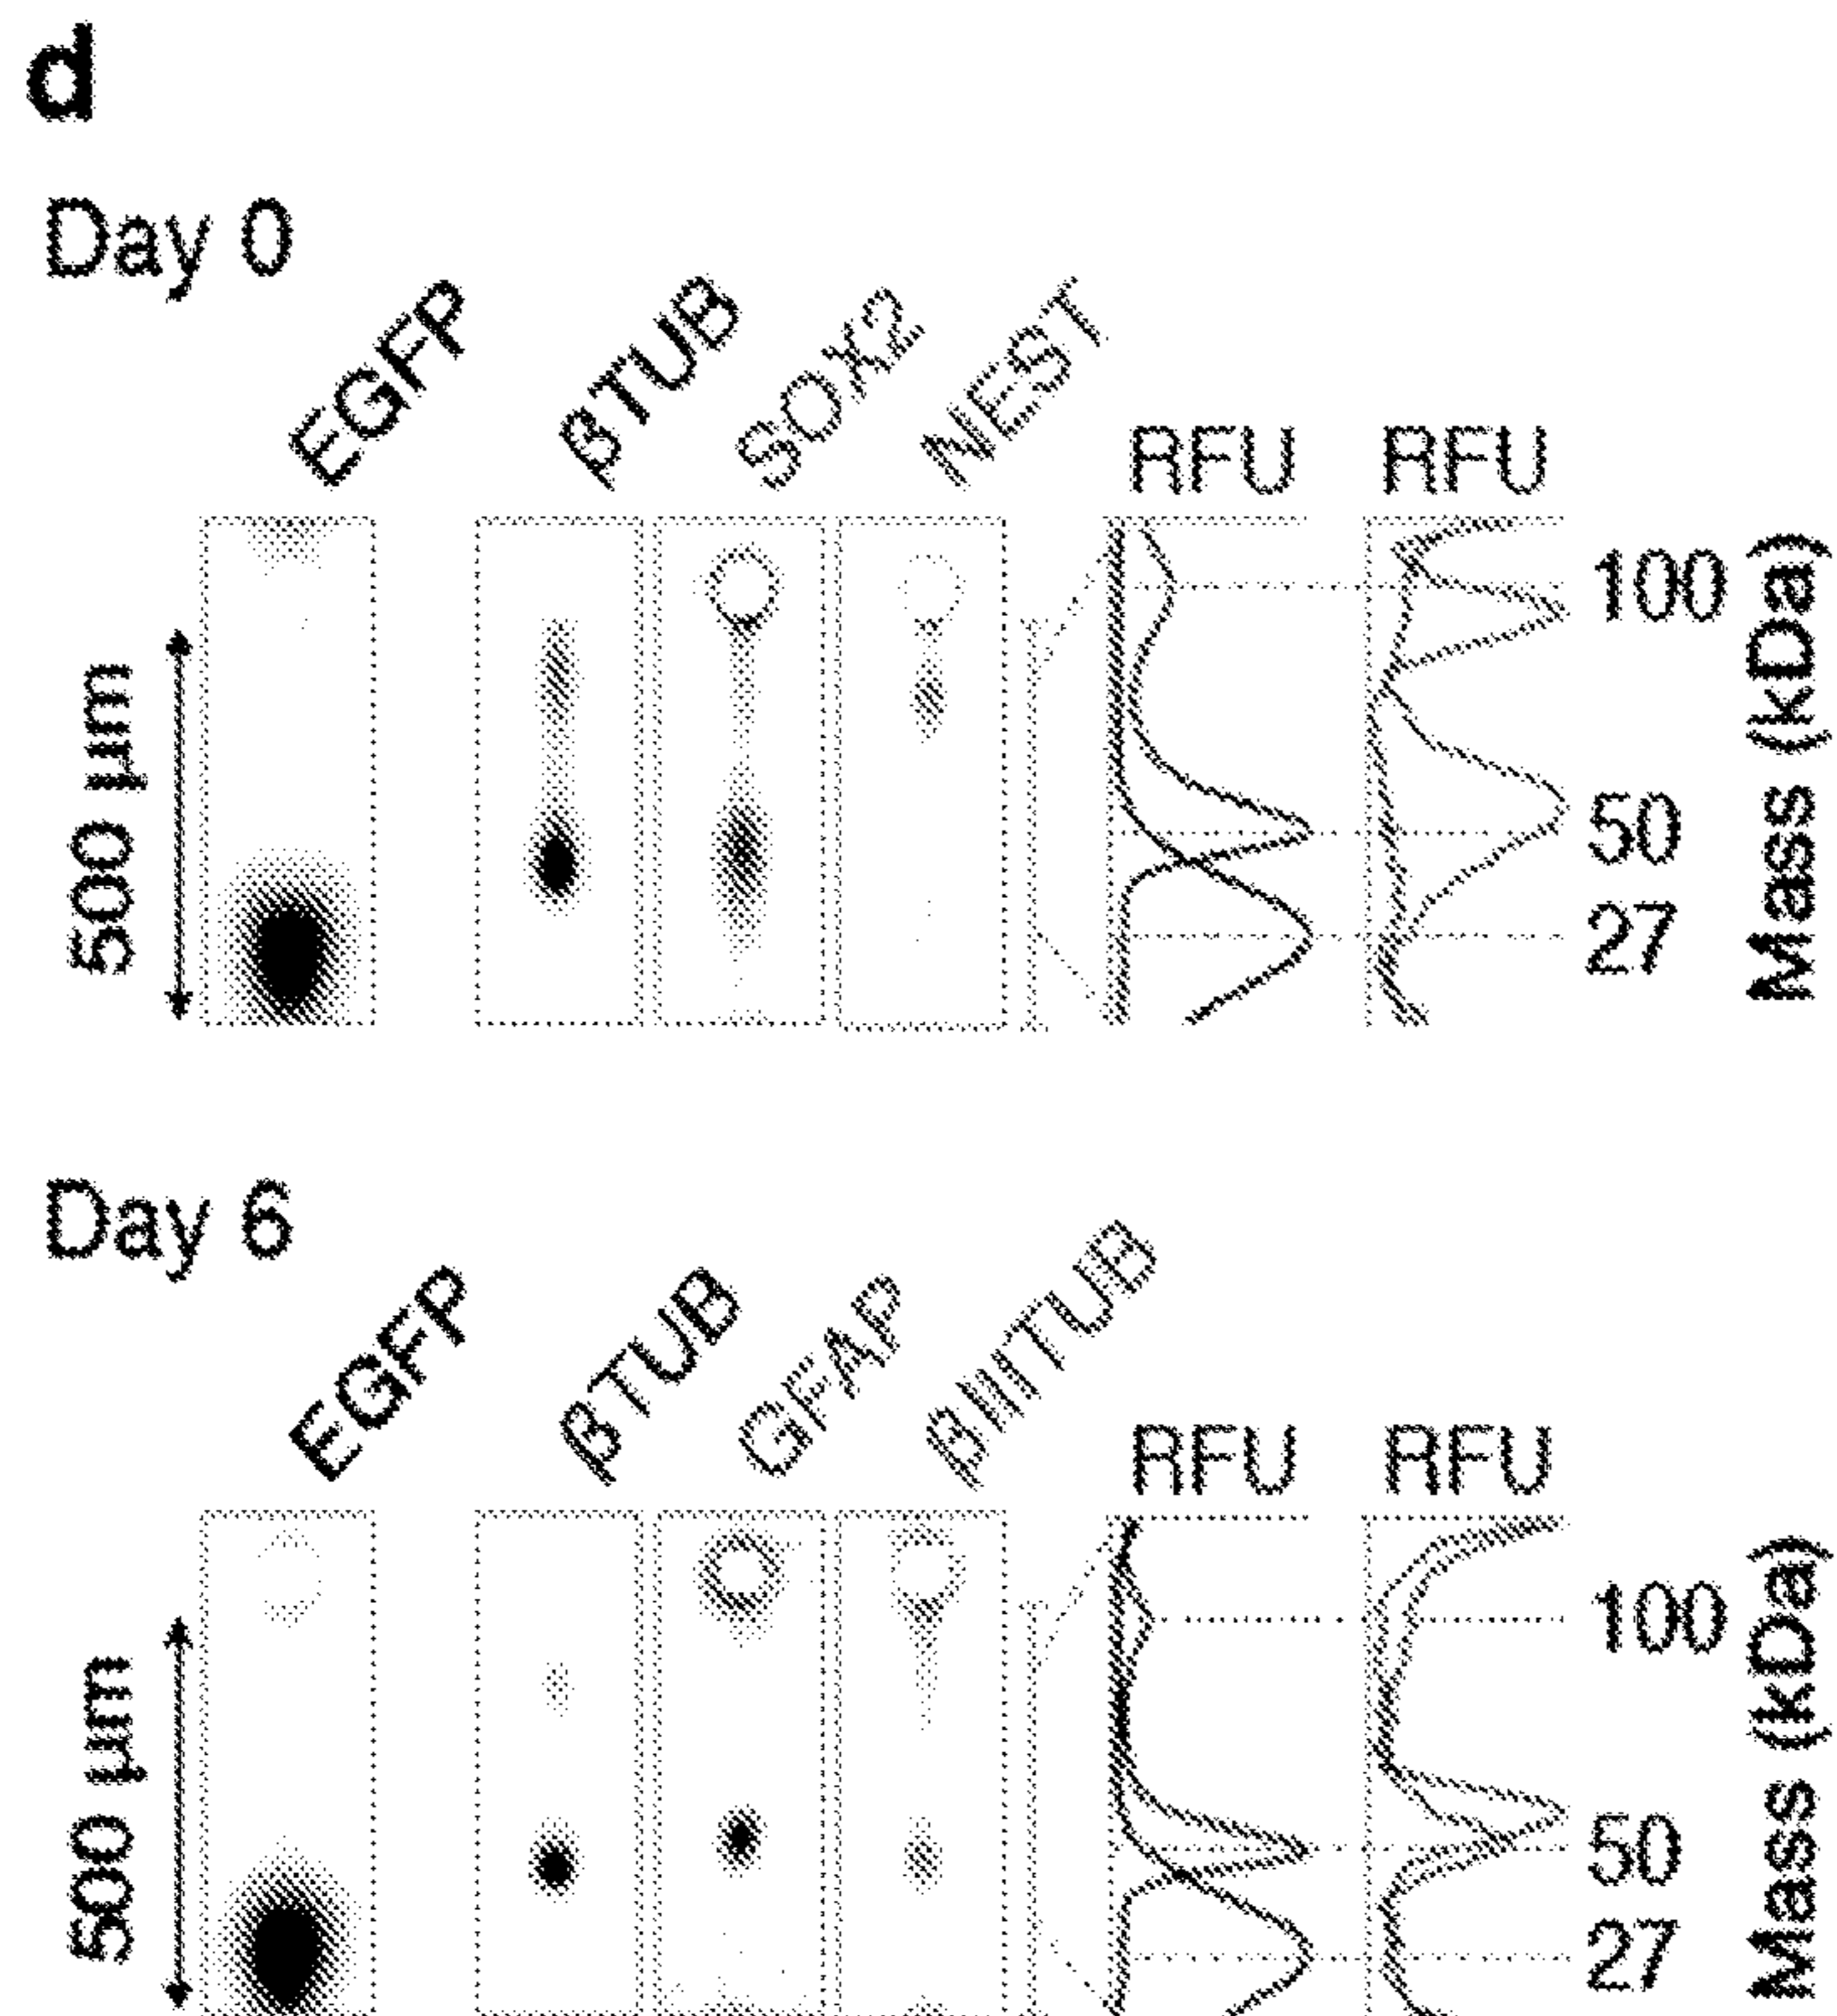 d
Day 0
EGFP
βTUB
SOX2
NEST
RFU
RFU
500 µm
100
50
27
Mass (kDa)
Day 6
EGFP
βTUB
GFAP
βIIITUB
RFU
RFU
500 µm
100
50
27
Mass (kDa)